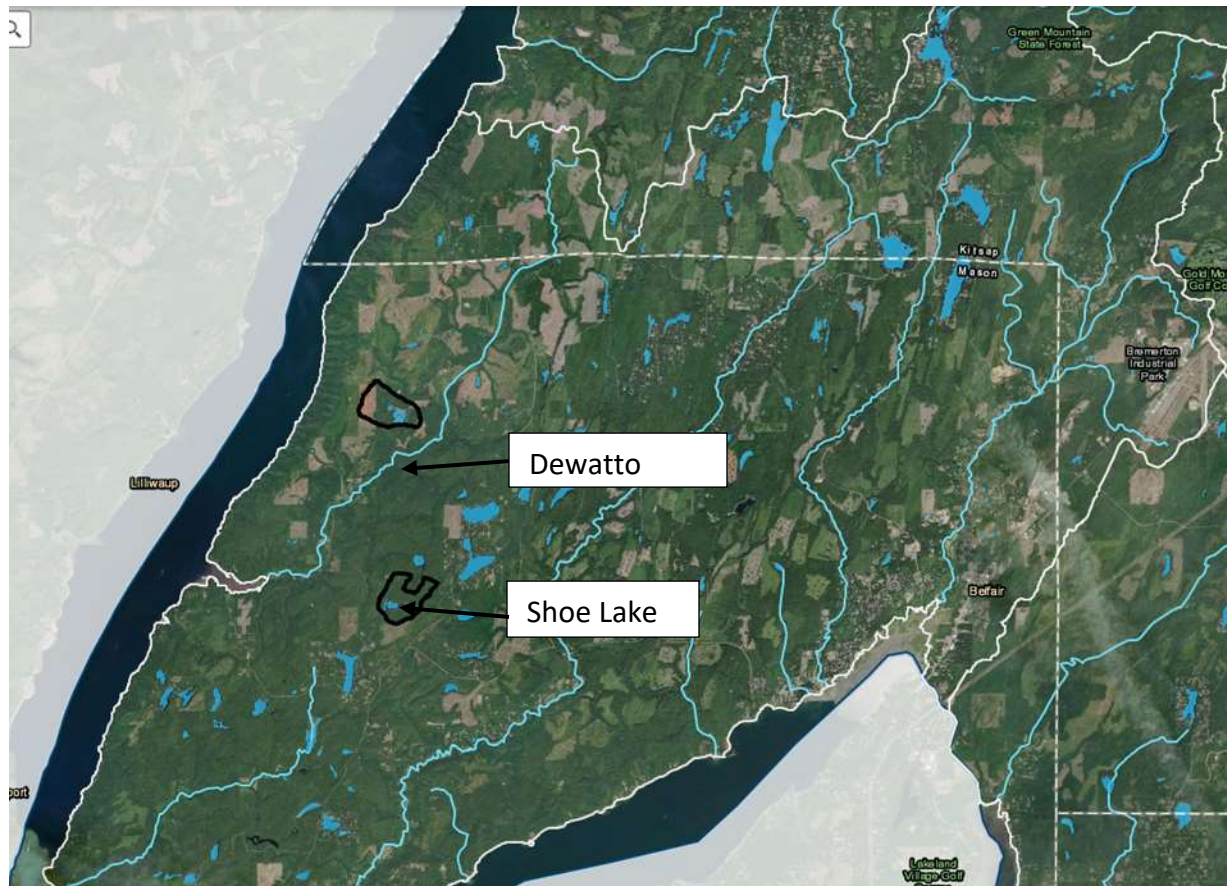 Green Mountain
State Forest
Kitsap
Mason
Gold Mo
Golf Co
Bremerton
Industrial
Park
Dewatto
Lilliwaup
Shoe Lake
Belfair
port
Lakeland
Village Golf